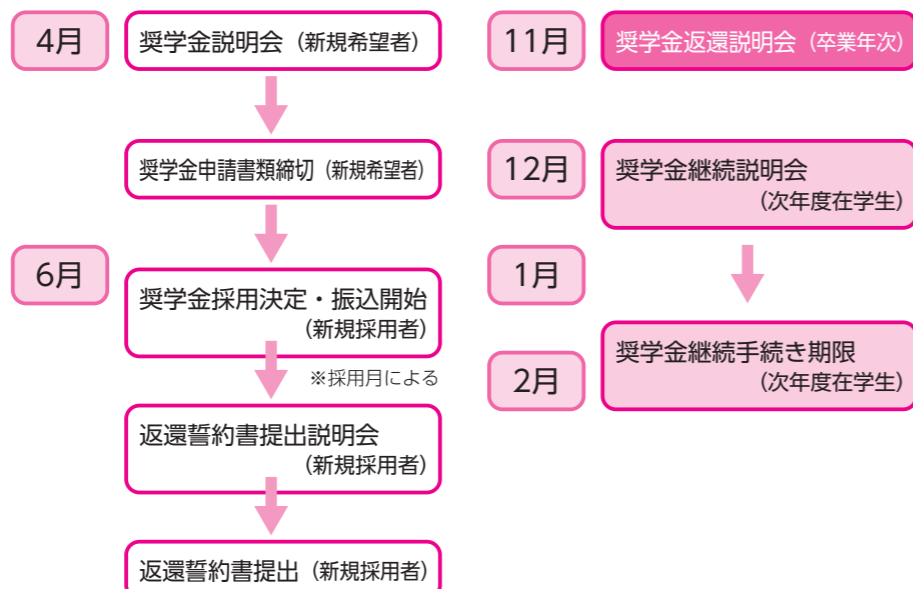 4月
奨学金説明会（新規希望者）
奨学金申請書類締切（新規希望者）
6月
奨学金採用決定・振込開始
（新規採用者）
※採用月による
返還誓約書提出説明会
（新規採用者）
返還誓約書提出（新規採用者）
11月
奨学金返還説明会（卒業年次）
12月
奨学金継続説明会
（次年度在学生）
1月
2月
奨学金継続手続き期限
（次年度在学生）